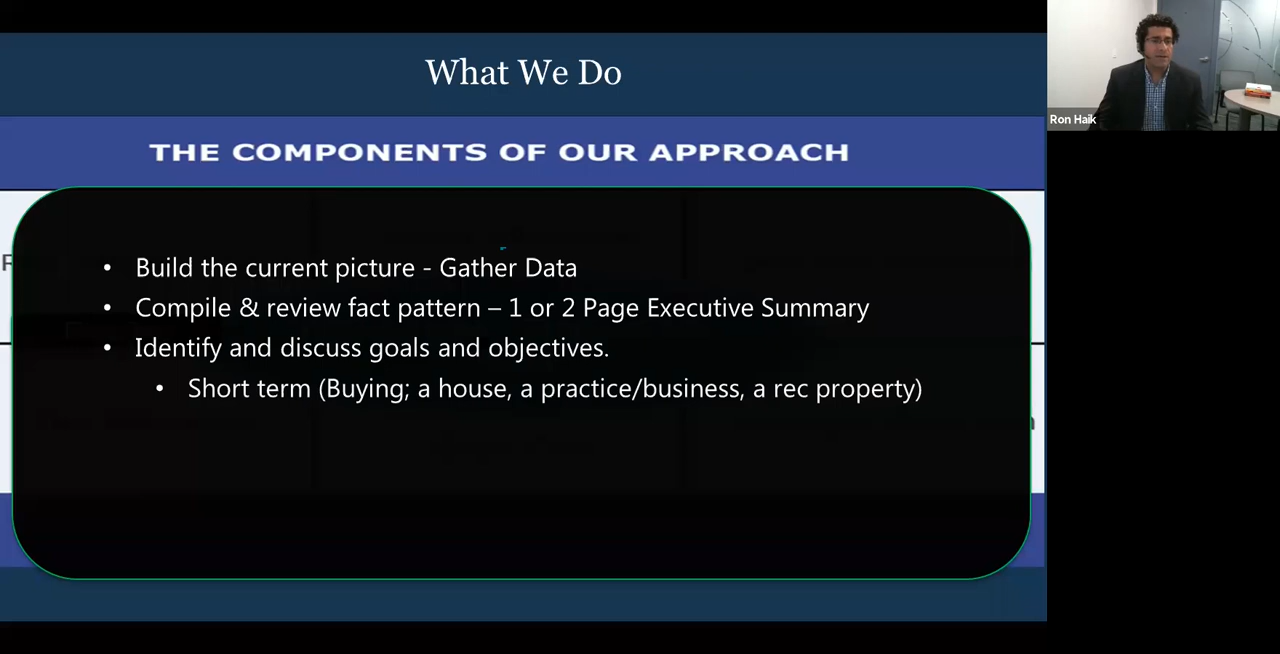 What We Do
THE COMPONENTS OF OUR APPROACH
• Build the current picture - Gather Data
• Compile & review fact pattern – 1 or 2 Page Executive Summary
• Identify and discuss goals and objectives.
• Short term (Buying; a house, a practice/business, a rec property)
Ron Haik